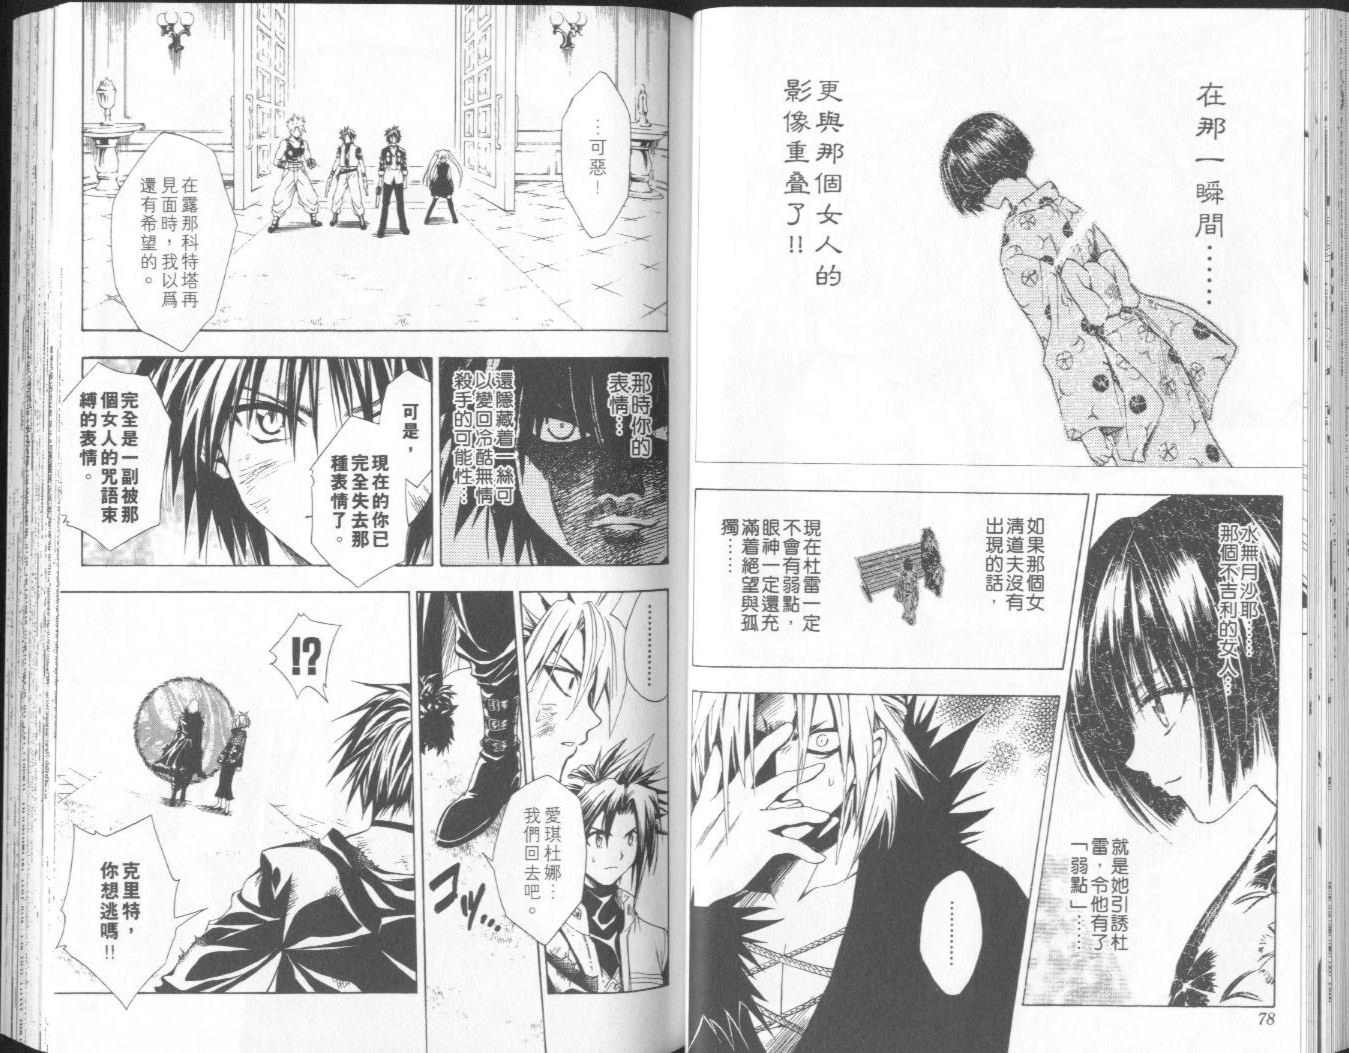 在那一瞬間……
更與那個女人的
影像重疊了!!
水無月沙耶……
那個不吉利的女人…
就是她引誘杜
雷，令他有了
「弱點」……
如果那個女
淸道夫沒有
出現的話，
現在杜雷一定
不會有弱點，
眼神一定還充
滿着絕望與孤
獨……
…………
78
…可惡！
在露那科特塔再
見面時，我以爲
還有希望的。
那時你的
表情…
還隱藏着一絲可
以變回冷酷無情
殺手的可能性…
可是，
現在的你已
完全失去那
種表情了。
完全是一副被那
個女人的咒語束
縛的表情。
…………
愛琪杜娜…
我們回去吧。
コツ…
!?
克里特，
你想逃嗎!!